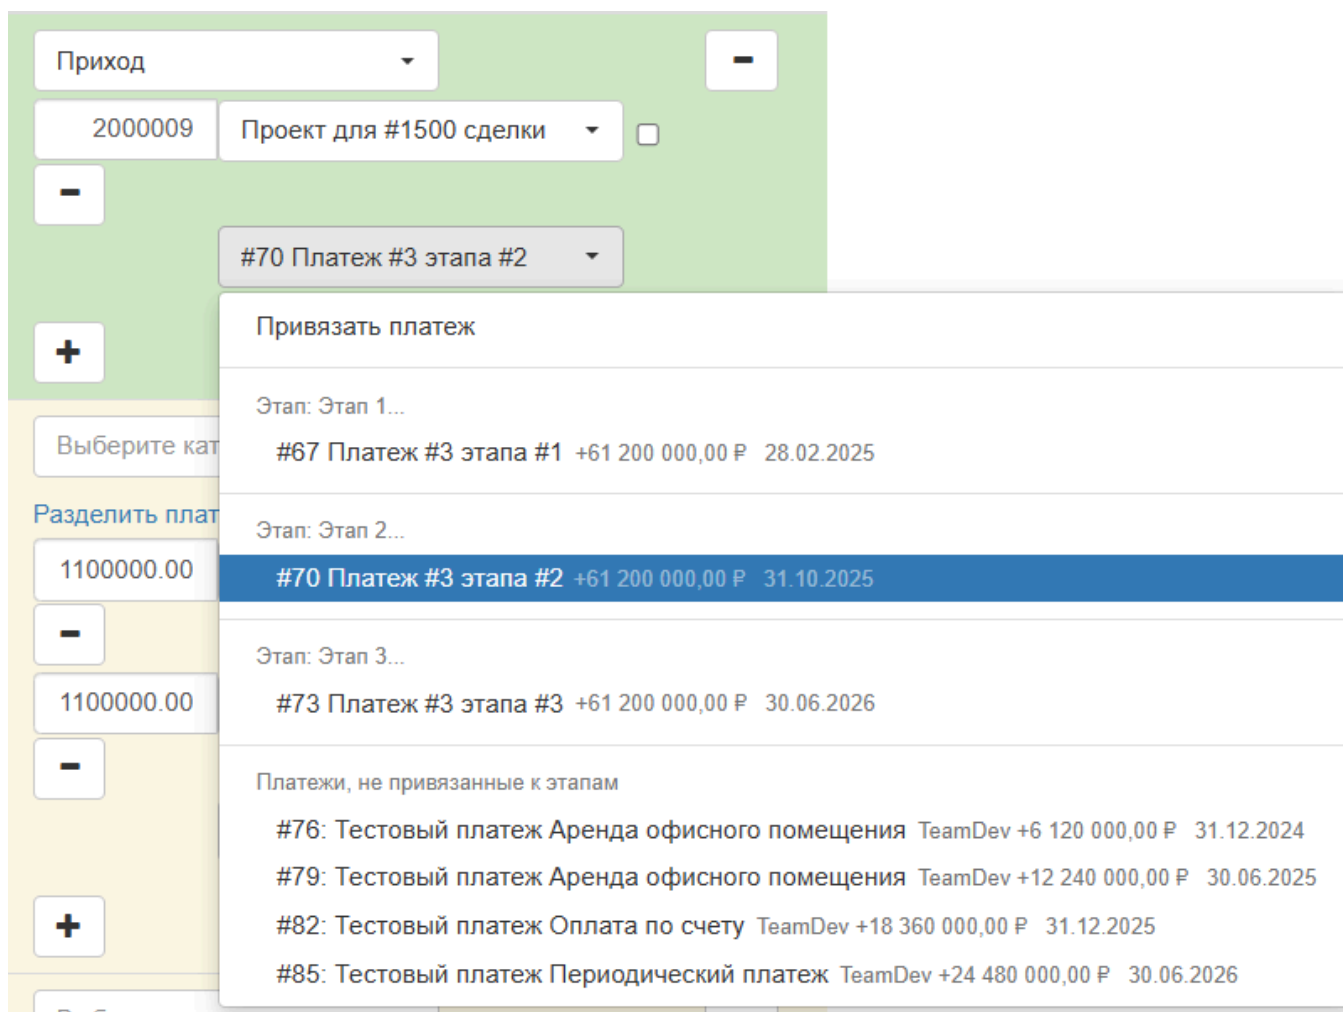 Приход
2000009 Проект для #1500 сделки
#70 Платеж #3 этапа #2
Привязать платеж
Этап: Этап 1...
#67 Платеж #3 этапа #1 +61 200 000,00 ₽ 28.02.2025
Выберите кат
Этап: Этап 2...
Разделить плат
#70 Платеж #3 этапа #2 +61 200 000,00 ₽ 31.10.2025
1100000.00
Этап: Этап 3...
#73 Платеж #3 этапа #3 +61 200 000,00 ₽ 30.06.2026
1100000.00
Платежи, не привязанные к этапам
#76: Тестовый платеж Аренда офисного помещения TeamDev +6 120 000,00 ₽ 31.12.2024
#79: Тестовый платеж Аренда офисного помещения TeamDev +12 240 000,00 ₽ 30.06.2025
#82: Тестовый платеж Оплата по счету TeamDev +18 360 000,00 ₽ 31.12.2025
#85: Тестовый платеж Периодический платеж TeamDev +24 480 000,00 ₽ 30.06.2026